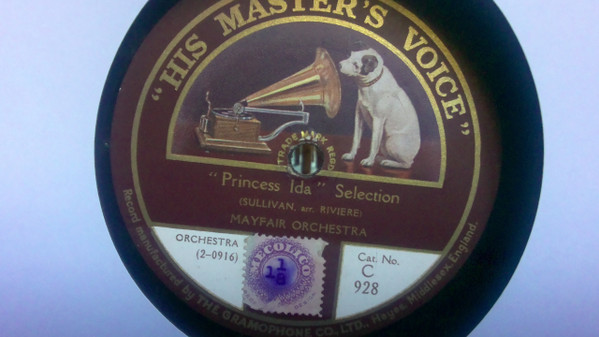 "HIS MASTER'S VOICE"
TRADE MARK REGD
"Princess Ida" Selection
(SULLIVAN. arr. RIVIERE)
MAYFAIR ORCHESTRA
ORCHESTRA
(2-0916)
Cat. No.
C
928
Record manufactured by THE GRAMOPHONE CO., LTD., Hayes, Middlesex, England.